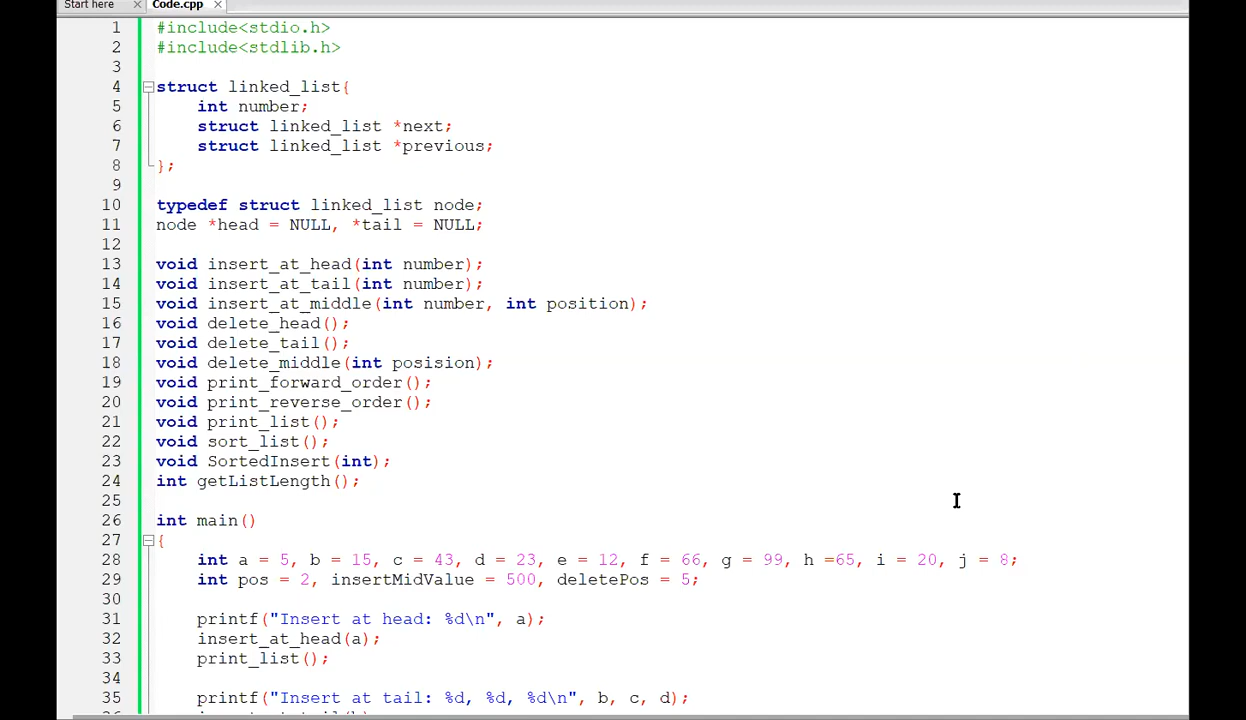 Start here × Code.cpp ×
1 #include<stdio.h>
2 #include<stdlib.h>
3
4 struct linked_list{
5 int number;
6 struct linked_list *next;
7 struct linked_list *previous;
8 };
9
10 typedef struct linked_list node;
11 node *head = NULL, *tail = NULL;
12
13 void insert_at_head(int number);
14 void insert_at_tail(int number);
15 void insert_at_middle(int number, int position);
16 void delete_head();
17 void delete_tail();
18 void delete_middle(int posision);
19 void print_forward_order();
20 void print_reverse_order();
21 void print_list();
22 void sort_list();
23 void SortedInsert(int);
24 int getListLength();
25
26 int main()
27 {
28 int a = 5, b = 15, c = 43, d = 23, e = 12, f = 66, g = 99, h =65, i = 20, j = 8;
29 int pos = 2, insertMidValue = 500, deletePos = 5;
30
31 printf("Insert at head: %d\n", a);
32 insert_at_head(a);
33 print_list();
34
35 printf("Insert at tail: %d, %d, %d\n", b, c, d);